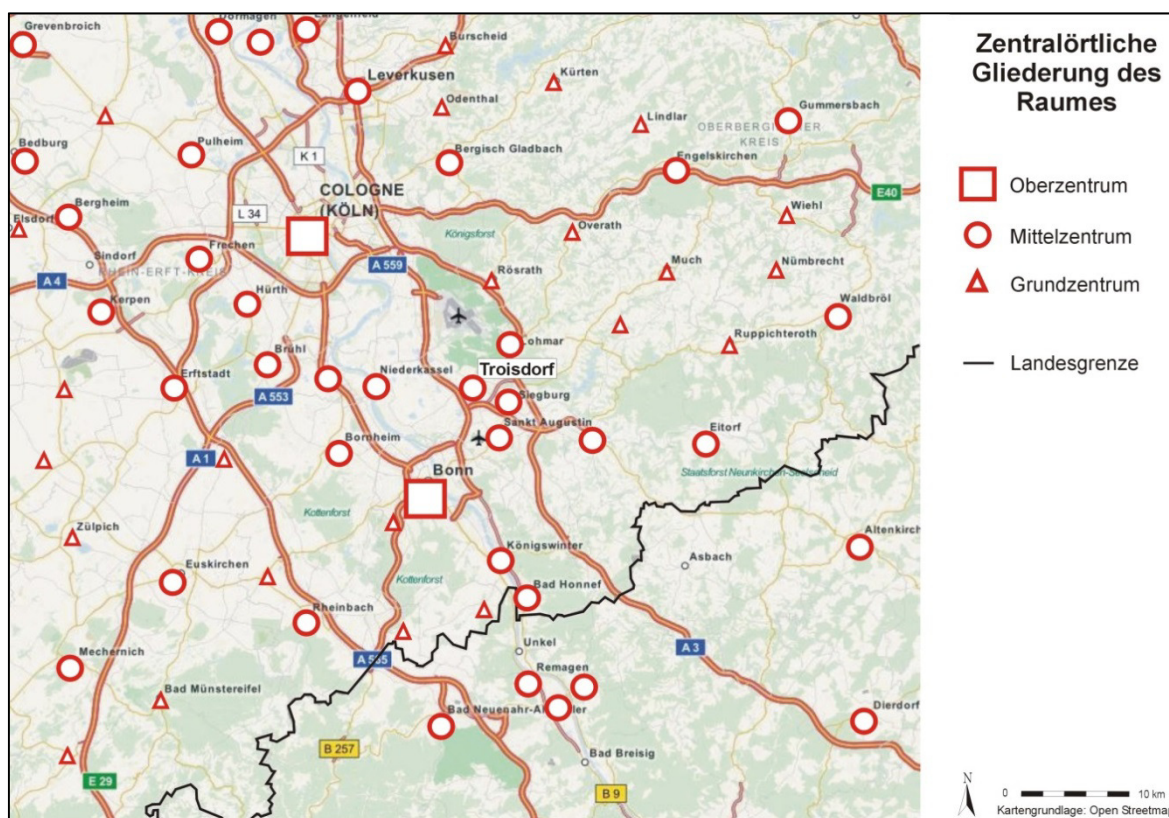 Grevenbroich
Dormagen
Langenfeld
Burscheid
Leverkusen
Kürten
Odenthal
Lindlar
Gummersbach
OBERBERGISCHER
KREIS
Bedburg
Pulheim
K 1
Bergisch Gladbach
Engelskirchen
E40
COLOGNE
(KÖLN)
Bergheim
L 34
Wiehl
Elsdorf
Overath
Königsforst
Frechen
Sindorf
RHEIN-ERFT-KREIS
A 559
Rösrath
Much
Nümbrecht
A 4
Kerpen
Hürth
Waldbröl
Lohmar
Ruppichteroth
Brühl
Erftstadt
Niederkassel
Troisdorf
A 553
Siegburg
Sankt Augustin
Bornheim
Eitorf
A 1
Bonn
Staatsforst Neunkirchen-Seelscheid
Kottenforst
Zülpich
Altenkirch
Königswinter
Asbach
Euskirchen
Kottenforst
Bad Honnef
Rheinbach
Unkel
A 3
Mechernich
A 565
Remagen
Bad Münstereifel
Bad Neuenahr-Ahrweiler
Dierdorf
B 257
Bad Breisig
E 29
B 9
Zentralörtliche
Gliederung des
Raumes
Oberzentrum
Mittelzentrum
Grundzentrum
Landesgrenze
N
0 10 km
Kartengrundlage: Open Streetmap